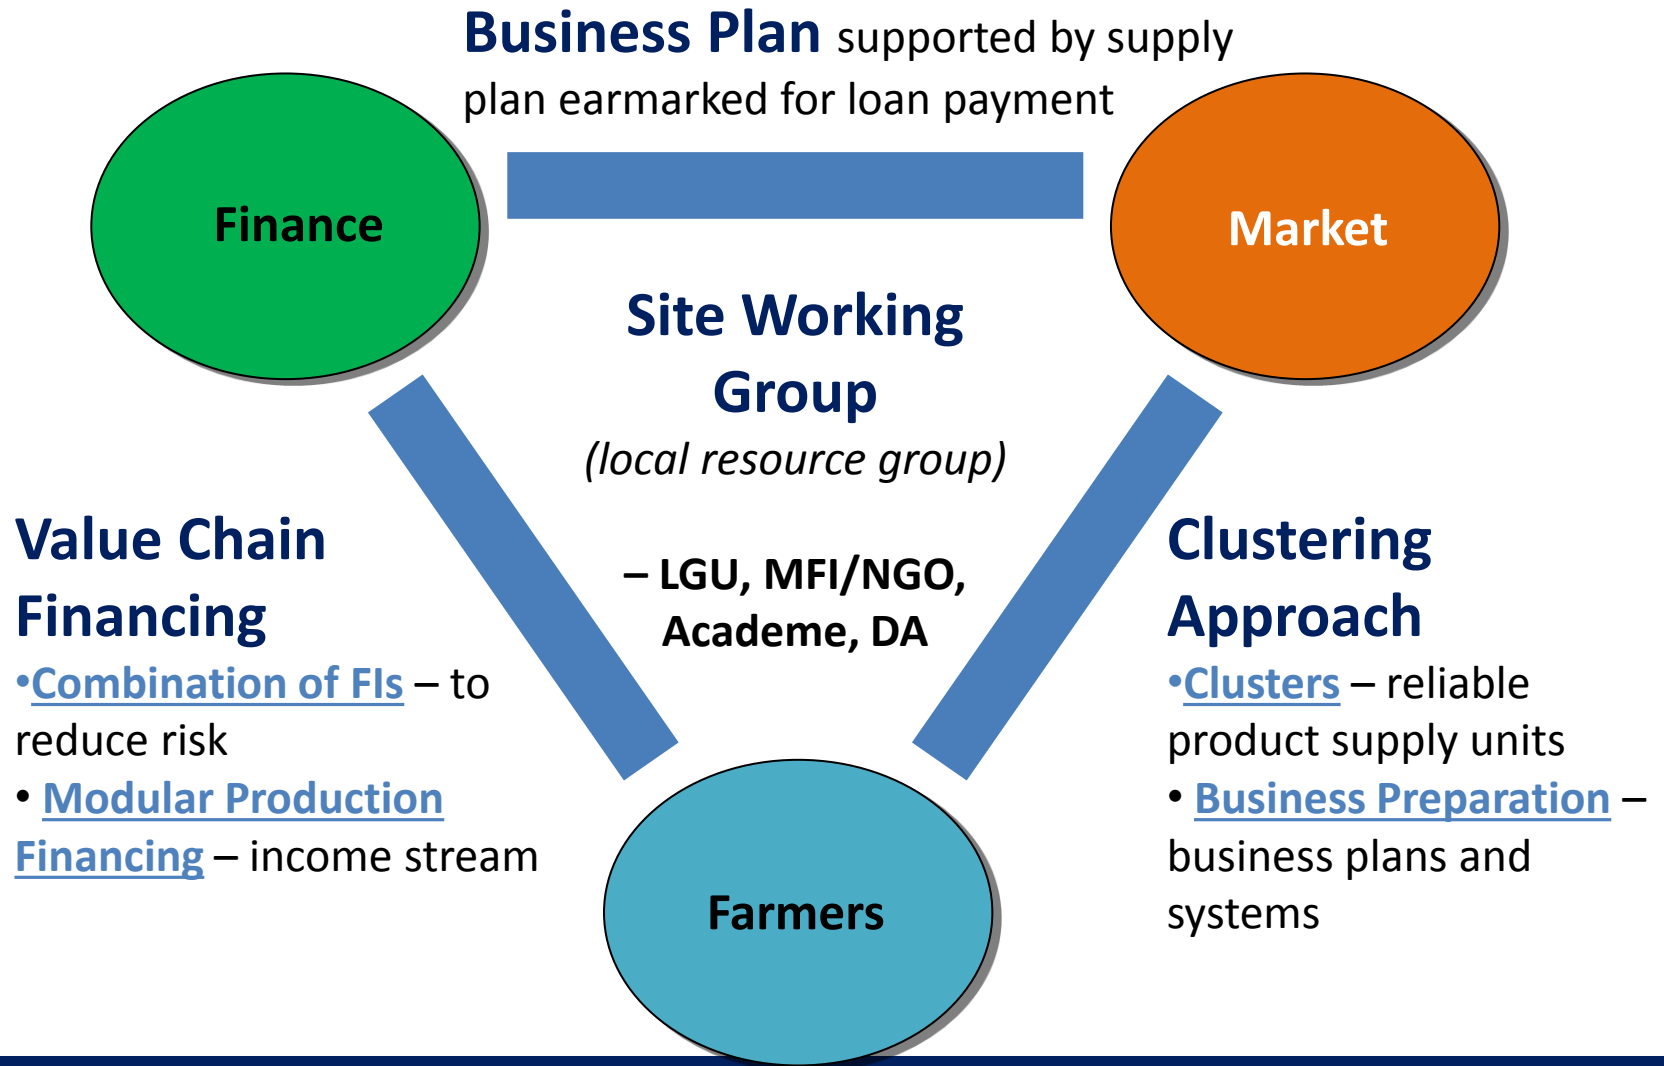 Business Plan supported by supply
plan earmarked for loan payment
Finance
Market
Site Working
Group
(local resource group)
– LGU, MFI/NGO,
Academe, DA
Value Chain
Financing
•Combination of FIs – to
reduce risk
• Modular Production
Financing – income stream
Clustering
Approach
•Clusters – reliable
product supply units
• Business Preparation –
business plans and
systems
Farmers